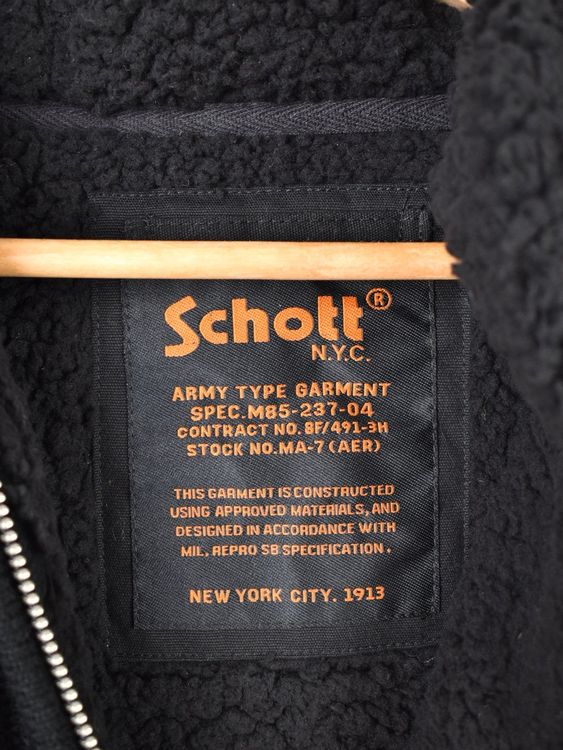 Schott®
N.Y.C.
ARMY TYPE GARMENT
SPEC.M85-237-04
CONTRACT NO.8F/491-3H
STOCK NO.MA-7 (AER)
THIS GARMENT IS CONSTRUCTED
USING APPROVED MATERIALS, AND
DESIGNED IN ACCORDANCE WITH
MIL. REPRO SB SPECIFICATION.
NEW YORK CITY. 1913